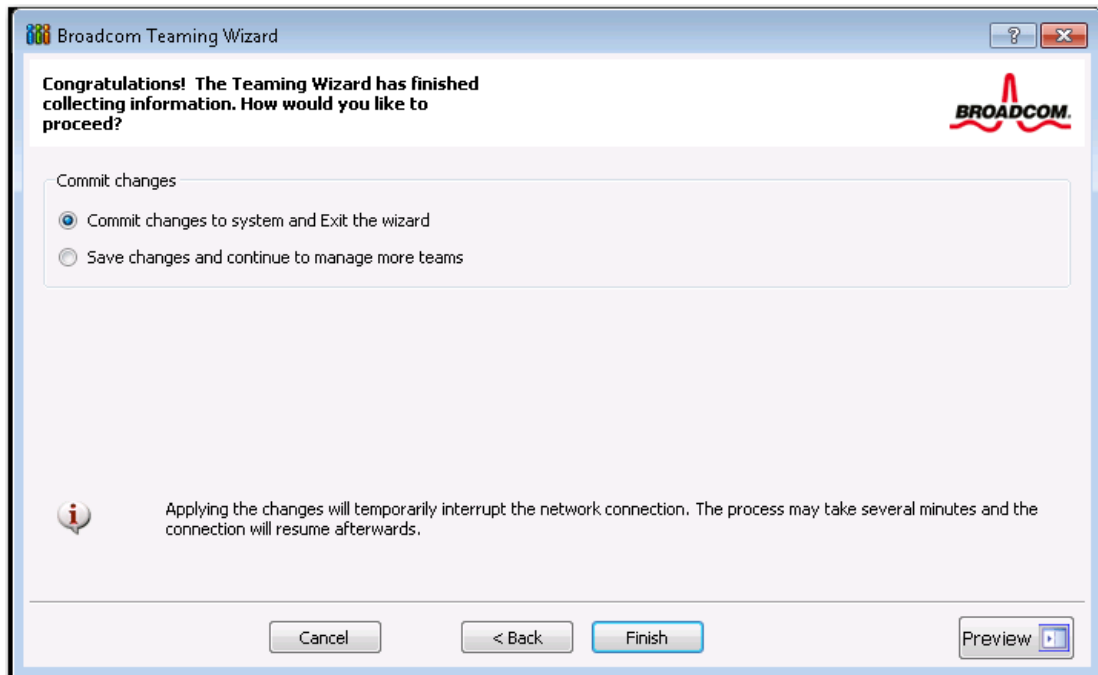 Broadcom Teaming Wizard
?
Congratulations! The Teaming Wizard has finished
collecting information. How would you like to
proceed?
BROADCOM.
Commit changes
Commit changes to system and Exit the wizard
Save changes and continue to manage more teams
Applying the changes will temporarily interrupt the network connection. The process may take several minutes and the
connection will resume afterwards.
Cancel
< Back
Finish
Preview